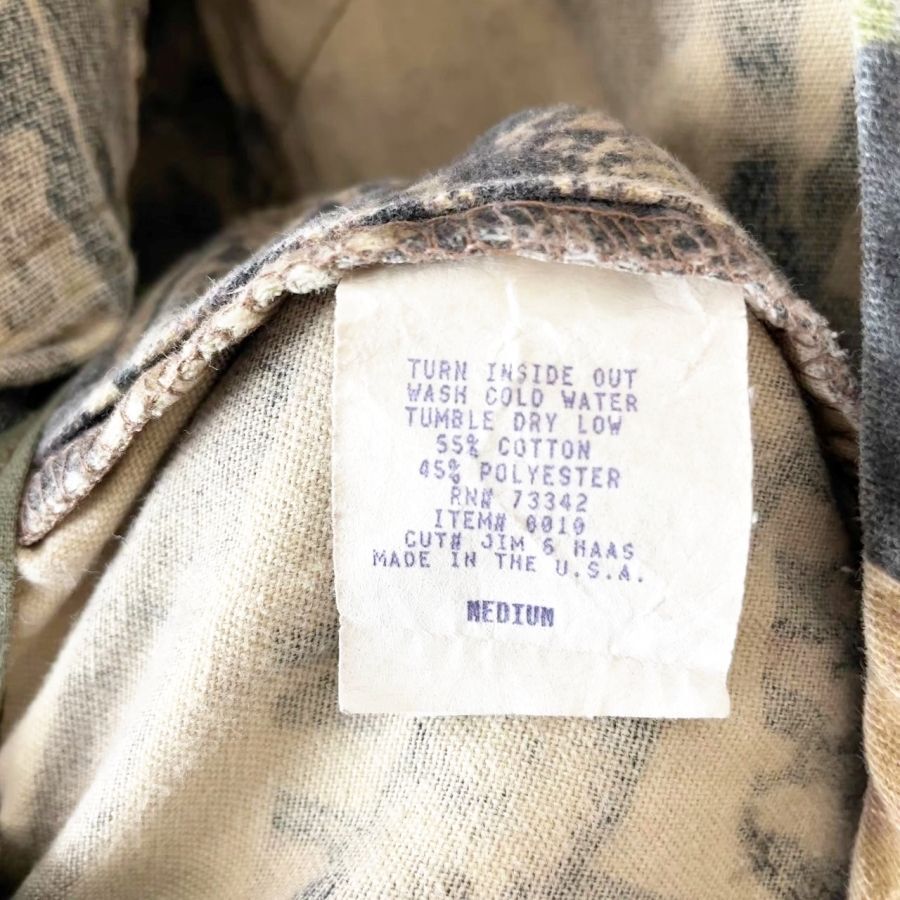 TURN INSIDE OUT
WASH COLD WATER
TUMBLE DRY LOW
55% COTTON
45% POLYESTER
RN# 73342
ITEM# 0010
CUT# JIM & HAAS
MADE IN THE U.S.A.
MEDIUM